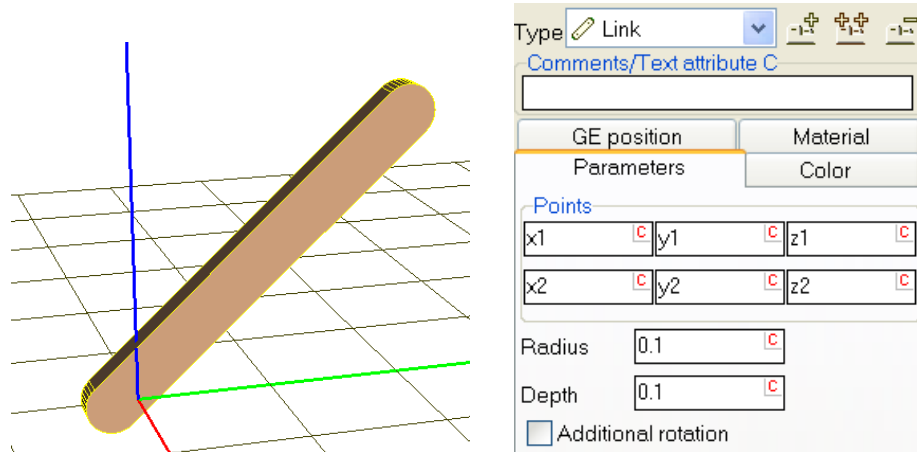 Type Link
Comments/Text attribute C
GE position Material
Parameters Color
Points
x1 C y1 C z1 C
x2 C y2 C z2 C
Radius 0.1 C
Depth 0.1 C
Additional rotation